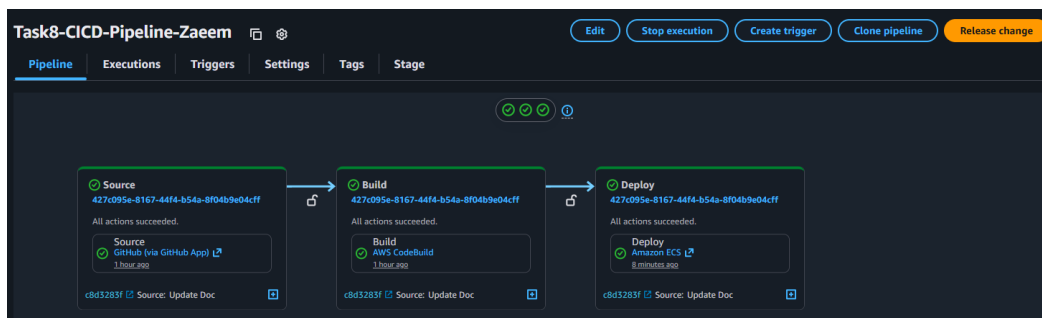 Task8-CICD-Pipeline-Zaeem
Edit
Stop execution
Create trigger
Clone pipeline
Release change
Pipeline
Executions
Triggers
Settings
Tags
Stage
Source
427c095e-8167-44f4-b54a-8f04b9e04cff
All actions succeeded.
Source
GitHub (via GitHub App)
1 hour ago
c8d3283f Source: Update Doc
Build
427c095e-8167-44f4-b54a-8f04b9e04cff
All actions succeeded.
Build
AWS CodeBuild
1 hour ago
c8d3283f Source: Update Doc
Deploy
427c095e-8167-44f4-b54a-8f04b9e04cff
All actions succeeded.
Deploy
Amazon ECS
8 minutes ago
c8d3283f Source: Update Doc